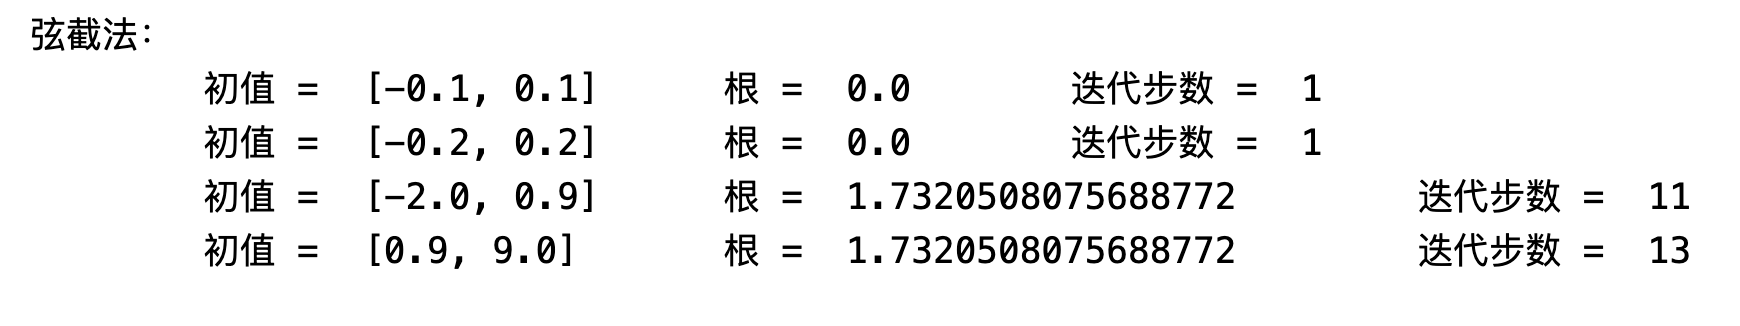 弦截法：
初值 =  [-0.1, 0.1]  根 =  0.0  迭代步数 =  1
初值 =  [-0.2, 0.2]  根 =  0.0  迭代步数 =  1
初值 =  [-2.0, 0.9]  根 =  1.7320508075688772  迭代步数 =  11
初值 =  [0.9, 9.0]  根 =  1.7320508075688772  迭代步数 =  13